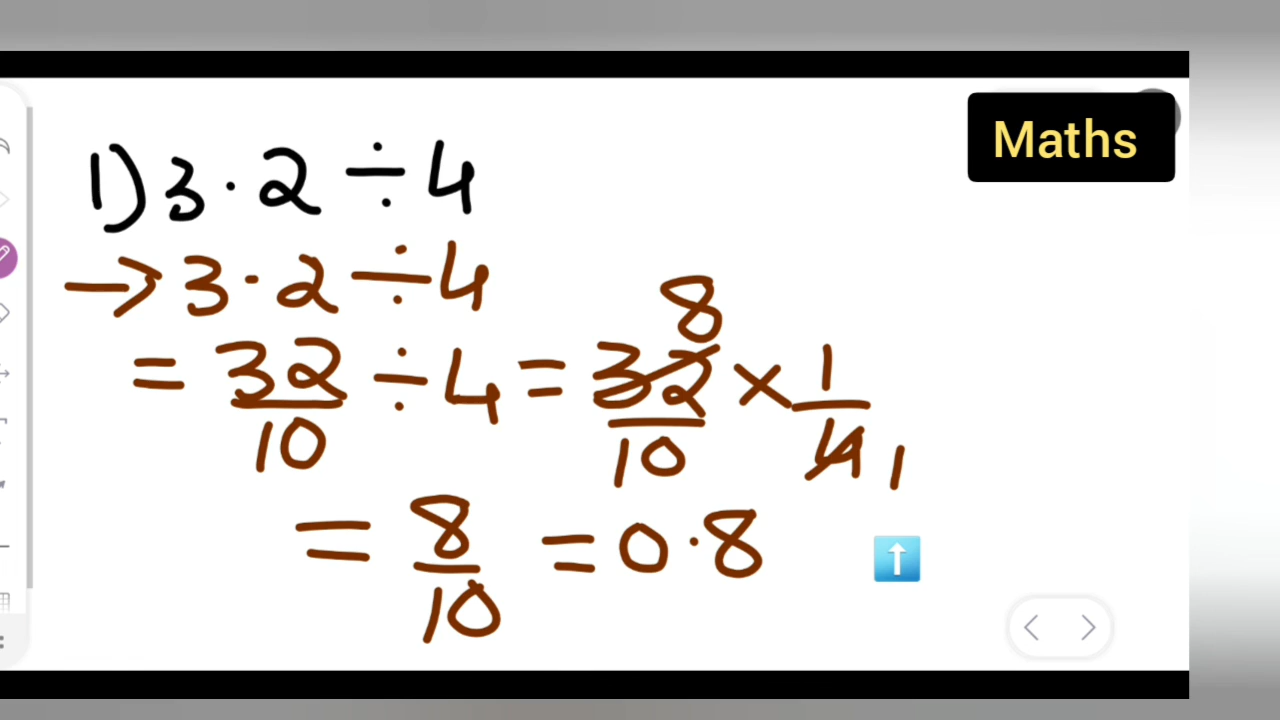 Maths
1) 3·2 ÷ 4
→ 3·2 ÷ 4
= 32/10 ÷ 4 = 32/10 × 1/4 8 1
= 8/10 = 0·8